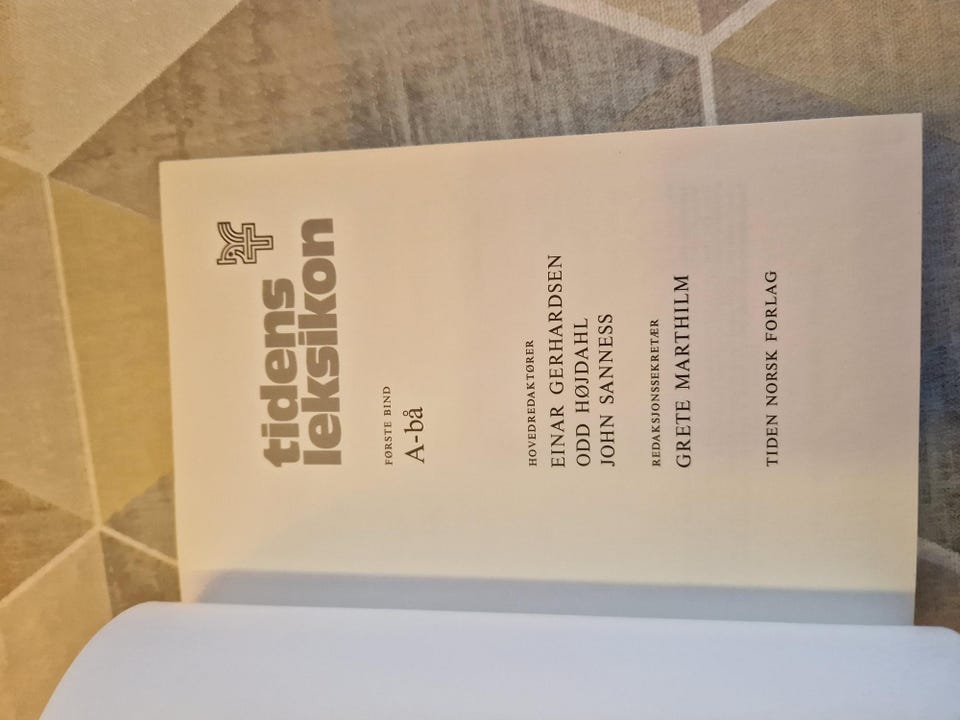 tidens
leksikon
FØRSTE BIND
A-bå
HOVEDREDAKTØRER
EINAR GERHARDSEN
ODD HØJDAHL
JOHN SANNESS
REDAKSJONSSEKRETÆR
GRETE MARTHILM
TIDEN NORSK FORLAG